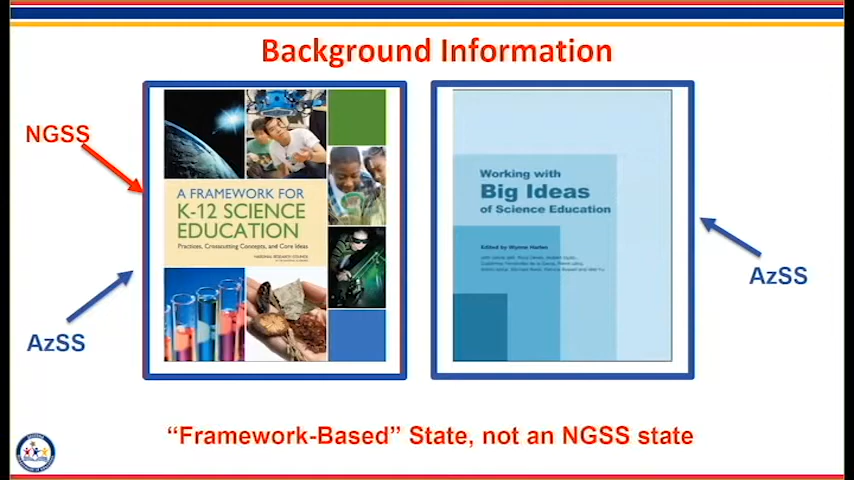 Background Information
NGSS
A FRAMEWORK FOR
K-12 SCIENCE
EDUCATION
Practices, Crosscutting Concepts, and Core Ideas
NATIONAL RESEARCH COUNCIL
AzSS
Working with
Big Ideas
of Science Education
Edited by Wynne Harlen
AzSS
“Framework-Based” State, not an NGSS state